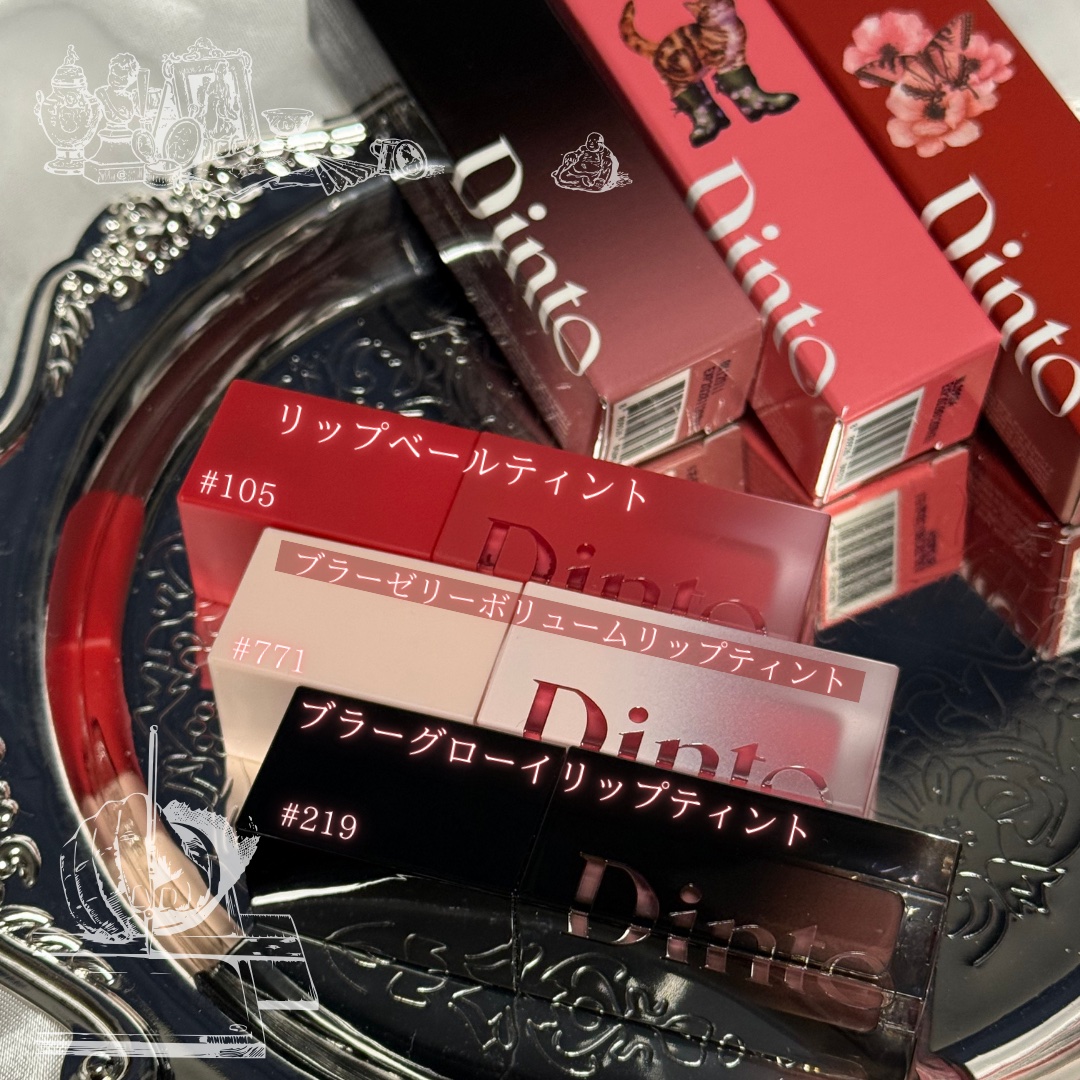 Dinto
Dinto
Dinto
リップベールティント
#105
Dinto
ブラーゼリーボリュームリップティント
#771
Dinto
ブラーグローイリップティント
#219
Dinto